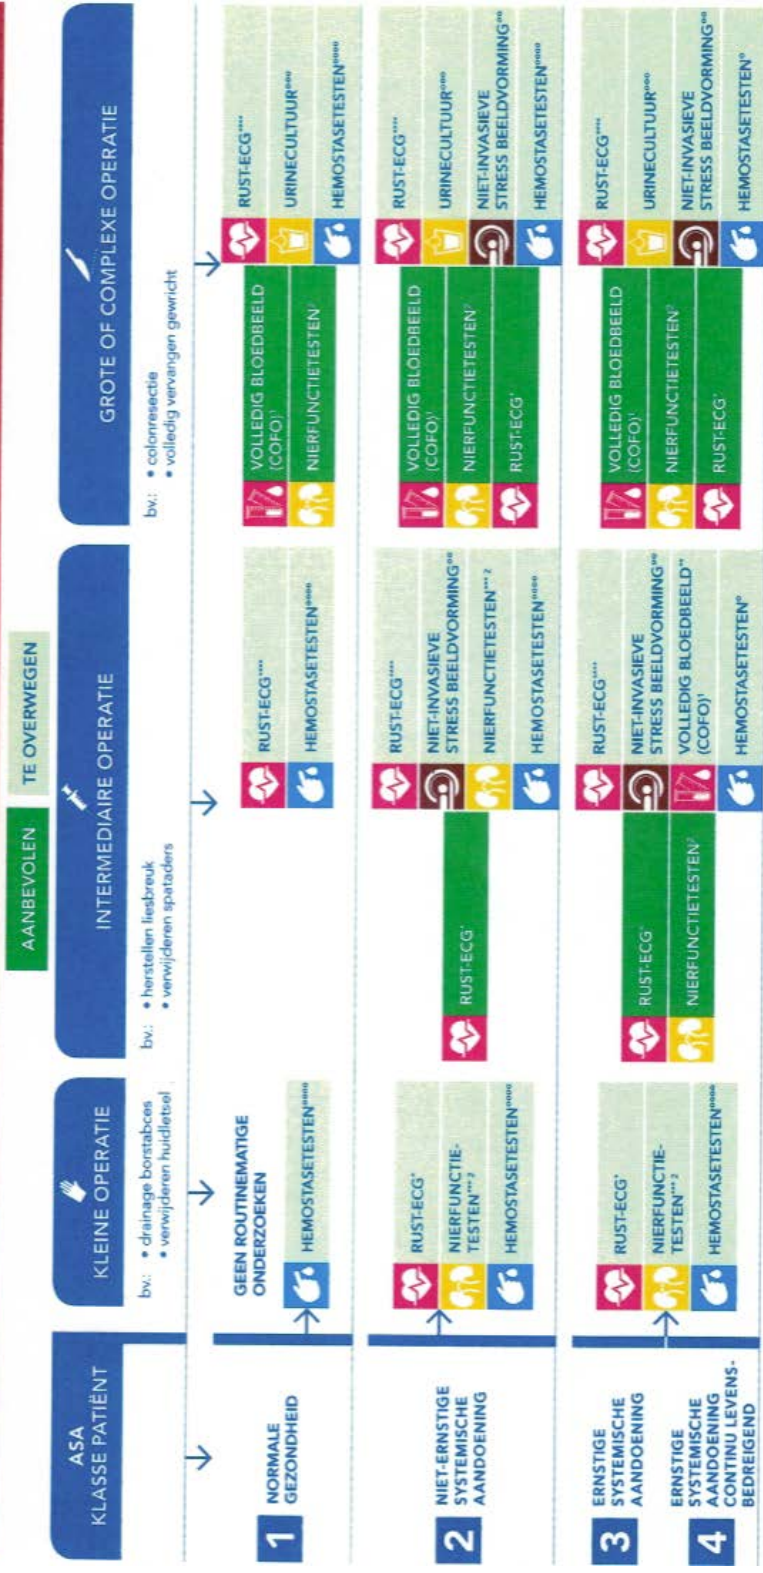 AANBEVOLEN
TE OVERWEGEN
ASA
KLASSE PATIËNT
KLEINE OPERATIE
bv.: • drainage borstabces
• verwijderen huidletsel
INTERMEDIAIRE OPERATIE
bv.: • herstellen liesbreuk
• verwijderen spataders
GROTE OF COMPLEXE OPERATIE
bv.: • colonresectie
• volledig vervangen gewricht
1
NORMALE
GEZONDHEID
GEEN ROUTINEMATIGE
ONDERZOEKEN
HEMOSTASETESTEN°°°°
RUST-ECG****
HEMOSTASETESTEN°°°°
VOLLEDIG BLOEDBEELD
(COFO)¹
NIERFUNCTIETESTEN²
RUST-ECG****
URINECULTUUR°°°
HEMOSTASETESTEN°°°°
2
NIET-ERNSTIGE
SYSTEMISCHE
AANDOENING
RUST-ECG*
NIERFUNCTIE-
TESTEN*** 2
HEMOSTASETESTEN°°°°
RUST-ECG*
RUST-ECG****
NIET-INVASIEVE
STRESS BEELDVORMING°°
NIERFUNCTIETESTEN*** 2
HEMOSTASETESTEN°°°°
VOLLEDIG BLOEDBEELD
(COFO)¹
NIERFUNCTIETESTEN²
RUST-ECG*
RUST-ECG****
URINECULTUUR°°°
NIET-INVASIEVE
STRESS BEELDVORMING°°
HEMOSTASETESTEN°°°°
3
ERNSTIGE
SYSTEMISCHE
AANDOENING
4
ERNSTIGE
SYSTEMISCHE
AANDOENING
CONTINU LEVENS-
BEDREIGEND
RUST-ECG*
NIERFUNCTIE-
TESTEN*** 2
HEMOSTASETESTEN°°°°
RUST-ECG*
NIERFUNCTIETESTEN²
RUST-ECG****
NIET-INVASIEVE
STRESS BEELDVORMING°°
VOLLEDIG BLOEDBEELD**
(COFO)¹
HEMOSTASETESTEN°
VOLLEDIG BLOEDBEELD
(COFO)¹
NIERFUNCTIETESTEN²
RUST-ECG*
RUST-ECG****
URINECULTUUR°°°
NIET-INVASIEVE
STRESS BEELDVORMING°°
HEMOSTASETESTEN°